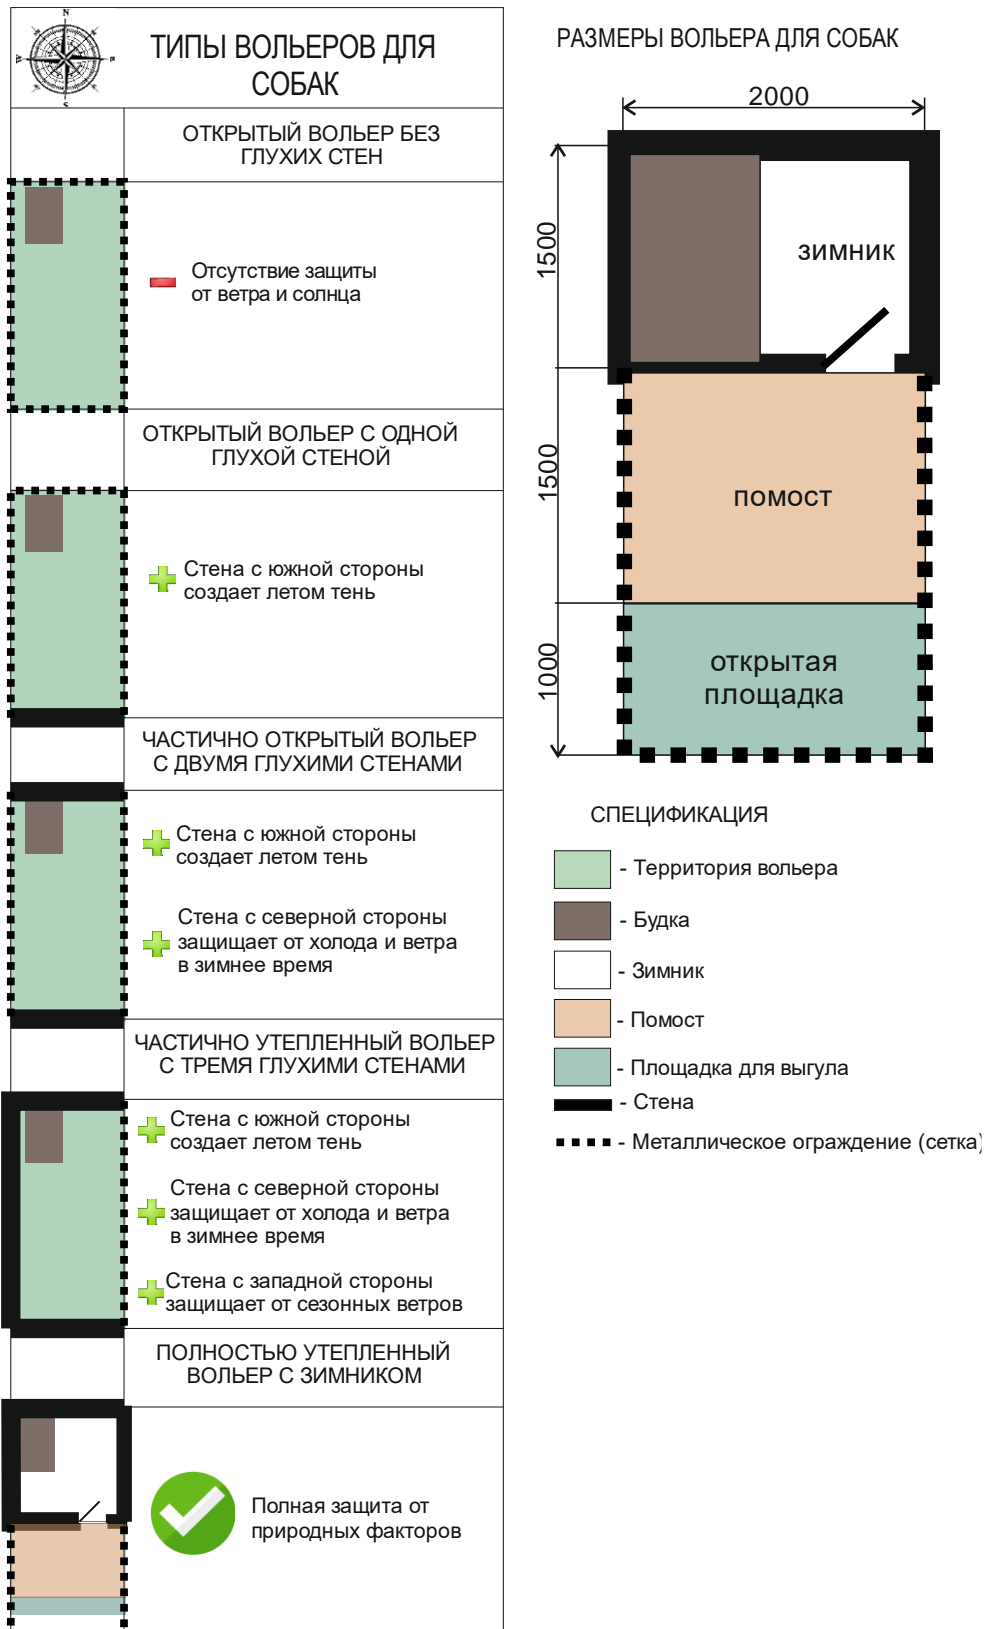 N
W
E
S
ТИПЫ ВОЛЬЕРОВ ДЛЯ
СОБАК
ОТКРЫТЫЙ ВОЛЬЕР БЕЗ
ГЛУХИХ СТЕН
Отсутствие защиты
от ветра и солнца
ОТКРЫТЫЙ ВОЛЬЕР С ОДНОЙ
ГЛУХОЙ СТЕНОЙ
Стена с южной стороны
создает летом тень
ЧАСТИЧНО ОТКРЫТЫЙ ВОЛЬЕР
С ДВУМЯ ГЛУХИМИ СТЕНАМИ
Стена с южной стороны
создает летом тень
Стена с северной стороны
защищает от холода и ветра
в зимнее время
ЧАСТИЧНО УТЕПЛЕННЫЙ ВОЛЬЕР
С ТРЕМЯ ГЛУХИМИ СТЕНАМИ
Стена с южной стороны
создает летом тень
Стена с северной стороны
защищает от холода и ветра
в зимнее время
Стена с западной стороны
защищает от сезонных ветров
ПОЛНОСТЬЮ УТЕПЛЕННЫЙ
ВОЛЬЕР С ЗИМНИКОМ
Полная защита от
природных факторов
РАЗМЕРЫ ВОЛЬЕРА ДЛЯ СОБАК
2000
1500
зимник
1500
помост
1000
открытая
площадка
СПЕЦИФИКАЦИЯ
- Территория вольера
- Будка
- Зимник
- Помост
- Площадка для выгула
- Стена
- Металлическое ограждение (сетка)